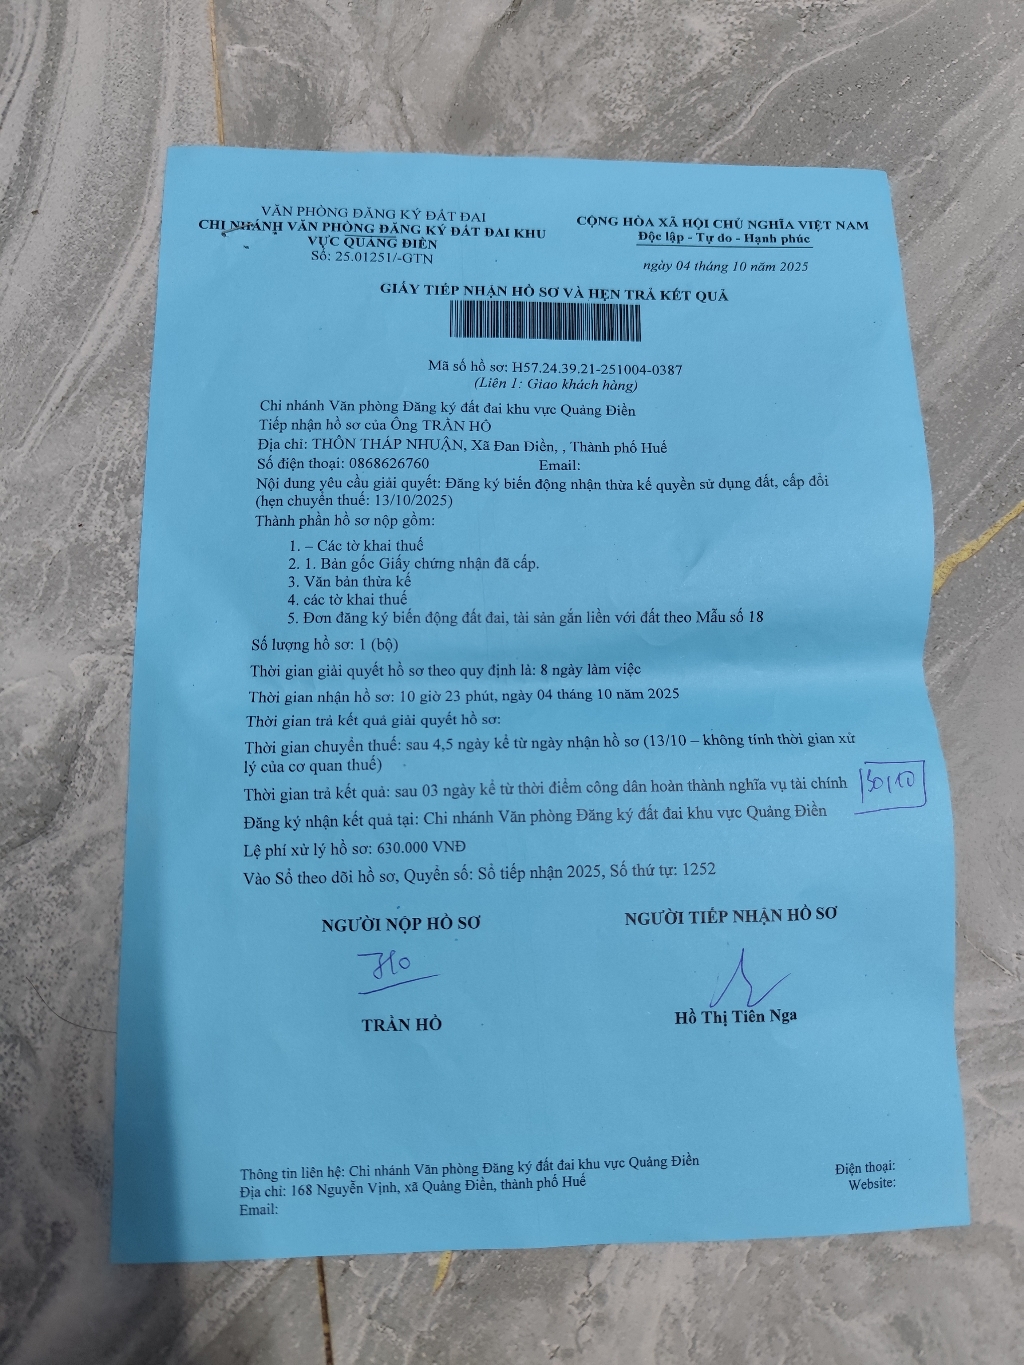 VĂN PHÒNG ĐĂNG KÝ ĐẤT ĐAI
CHI NHÁNH VĂN PHÒNG ĐĂNG KÝ ĐẤT ĐAI KHU
VỰC QUẢNG ĐIỀN
Số: 25.01251/-GTN
CỘNG HÒA XÃ HỘI CHỦ NGHĨA VIỆT NAM
Độc lập - Tự do - Hạnh phúc
ngày 04 tháng 10 năm 2025
GIẤY TIẾP NHẬN HỒ SƠ VÀ HẸN TRẢ KẾT QUẢ
Mã số hồ sơ: H57.24.39.21-251004-0387
(Liên 1: Giao khách hàng)
Chi nhánh Văn phòng Đăng ký đất đai khu vực Quảng Điền
Tiếp nhận hồ sơ của Ông TRẦN HỒ
Địa chỉ: THÔN THÁP NHUẬN, Xã Đan Điền, , Thành phố Huế
Số điện thoại: 0868626760 Email:
Nội dung yêu cầu giải quyết: Đăng ký biến động nhận thừa kế quyền sử dụng đất, cấp đổi
(hẹn chuyển thuế: 13/10/2025)
Thành phần hồ sơ nộp gồm:
1. – Các tờ khai thuế
2. 1. Bản gốc Giấy chứng nhận đã cấp.
3. Văn bản thừa kế
4. các tờ khai thuế
5. Đơn đăng ký biến động đất đai, tài sản gắn liền với đất theo Mẫu số 18
Số lượng hồ sơ: 1 (bộ)
Thời gian giải quyết hồ sơ theo quy định là: 8 ngày làm việc
Thời gian nhận hồ sơ: 10 giờ 23 phút, ngày 04 tháng 10 năm 2025
Thời gian trả kết quả giải quyết hồ sơ:
Thời gian chuyển thuế: sau 4,5 ngày kể từ ngày nhận hồ sơ (13/10 – không tính thời gian xử
lý của cơ quan thuế)
Thời gian trả kết quả: sau 03 ngày kể từ thời điểm công dân hoàn thành nghĩa vụ tài chính
30/10
Đăng ký nhận kết quả tại: Chi nhánh Văn phòng Đăng ký đất đai khu vực Quảng Điền
Lệ phí xử lý hồ sơ: 630.000 VNĐ
Vào Sổ theo dõi hồ sơ, Quyển số: Sổ tiếp nhận 2025, Số thứ tự: 1252
NGƯỜI NỘP HỒ SƠ
NGƯỜI TIẾP NHẬN HỒ SƠ
Hồ
TRẦN HỒ
Hồ Thị Tiên Nga
Thông tin liên hệ: Chi nhánh Văn phòng Đăng ký đất đai khu vực Quảng Điền
Địa chỉ: 168 Nguyễn Vịnh, xã Quảng Điền, thành phố Huế
Email:
Điện thoại:
Website: